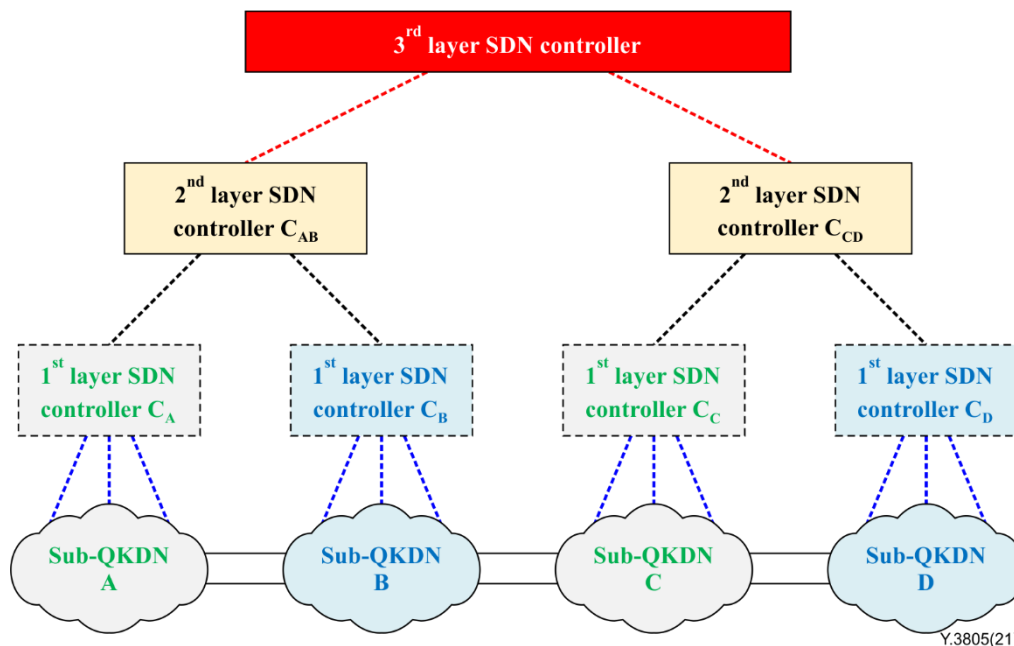 3rd layer SDN controller
2nd layer SDN
controller CAB
2nd layer SDN
controller CCD
1st layer SDN
controller CA
1st layer SDN
controller CB
1st layer SDN
controller CC
1st layer SDN
controller CD
Sub-QKDN
A
Sub-QKDN
B
Sub-QKDN
C
Sub-QKDN
D
Y.3805(21